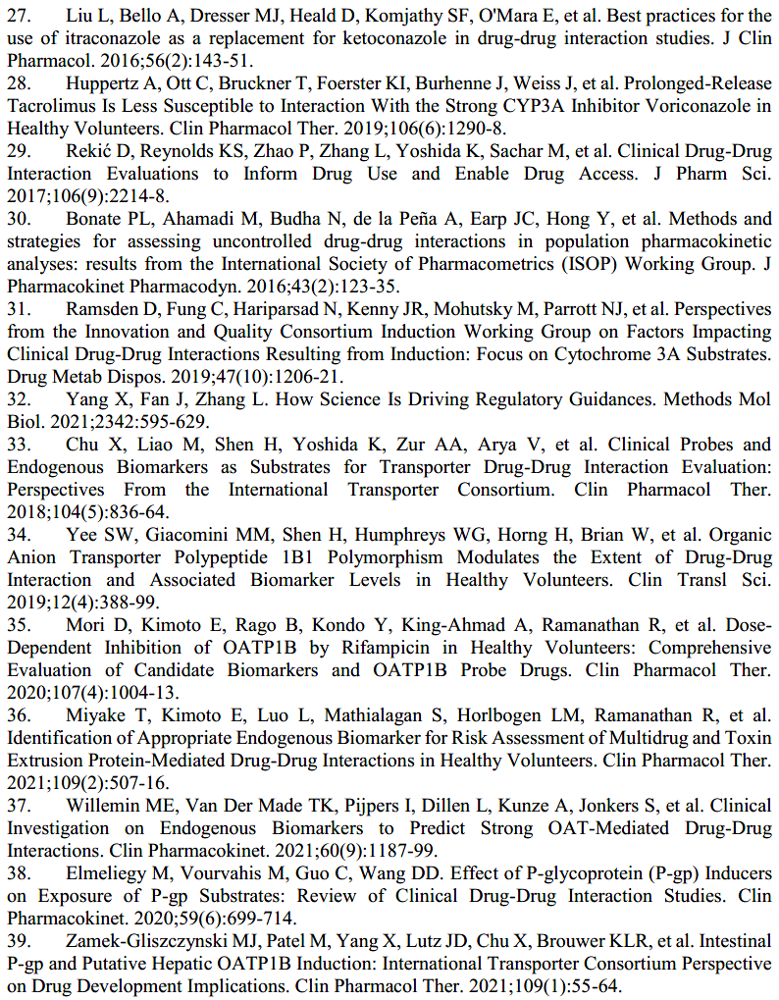 27. Liu L, Bello A, Dresser MJ, Heald D, Komjathy SF, O'Mara E, et al. Best practices for the
use of itraconazole as a replacement for ketoconazole in drug-drug interaction studies. J Clin
Pharmacol. 2016;56(2):143-51.
28. Huppertz A, Ott C, Bruckner T, Foerster KI, Burhenne J, Weiss J, et al. Prolonged-Release
Tacrolimus Is Less Susceptible to Interaction With the Strong CYP3A Inhibitor Voriconazole in
Healthy Volunteers. Clin Pharmacol Ther. 2019;106(6):1290-8.
29. Rekić D, Reynolds KS, Zhao P, Zhang L, Yoshida K, Sachar M, et al. Clinical Drug-Drug
Interaction Evaluations to Inform Drug Use and Enable Drug Access. J Pharm Sci.
2017;106(9):2214-8.
30. Bonate PL, Ahamadi M, Budha N, de la Peña A, Earp JC, Hong Y, et al. Methods and
strategies for assessing uncontrolled drug-drug interactions in population pharmacokinetic
analyses: results from the International Society of Pharmacometrics (ISOP) Working Group. J
Pharmacokinet Pharmacodyn. 2016;43(2):123-35.
31. Ramsden D, Fung C, Hariparsad N, Kenny JR, Mohutsky M, Parrott NJ, et al. Perspectives
from the Innovation and Quality Consortium Induction Working Group on Factors Impacting
Clinical Drug-Drug Interactions Resulting from Induction: Focus on Cytochrome 3A Substrates.
Drug Metab Dispos. 2019;47(10):1206-21.
32. Yang X, Fan J, Zhang L. How Science Is Driving Regulatory Guidances. Methods Mol
Biol. 2021;2342:595-629.
33. Chu X, Liao M, Shen H, Yoshida K, Zur AA, Arya V, et al. Clinical Probes and
Endogenous Biomarkers as Substrates for Transporter Drug-Drug Interaction Evaluation:
Perspectives From the International Transporter Consortium. Clin Pharmacol Ther.
2018;104(5):836-64.
34. Yee SW, Giacomini MM, Shen H, Humphreys WG, Horng H, Brian W, et al. Organic
Anion Transporter Polypeptide 1B1 Polymorphism Modulates the Extent of Drug-Drug
Interaction and Associated Biomarker Levels in Healthy Volunteers. Clin Transl Sci.
2019;12(4):388-99.
35. Mori D, Kimoto E, Rago B, Kondo Y, King-Ahmad A, Ramanathan R, et al. Dose-
Dependent Inhibition of OATP1B by Rifampicin in Healthy Volunteers: Comprehensive
Evaluation of Candidate Biomarkers and OATP1B Probe Drugs. Clin Pharmacol Ther.
2020;107(4):1004-13.
36. Miyake T, Kimoto E, Luo L, Mathialagan S, Horlbogen LM, Ramanathan R, et al.
Identification of Appropriate Endogenous Biomarker for Risk Assessment of Multidrug and Toxin
Extrusion Protein-Mediated Drug-Drug Interactions in Healthy Volunteers. Clin Pharmacol Ther.
2021;109(2):507-16.
37. Willemin ME, Van Der Made TK, Pijpers I, Dillen L, Kunze A, Jonkers S, et al. Clinical
Investigation on Endogenous Biomarkers to Predict Strong OAT-Mediated Drug-Drug
Interactions. Clin Pharmacokinet. 2021;60(9):1187-99.
38. Elmeliegy M, Vourvahis M, Guo C, Wang DD. Effect of P-glycoprotein (P-gp) Inducers
on Exposure of P-gp Substrates: Review of Clinical Drug-Drug Interaction Studies. Clin
Pharmacokinet. 2020;59(6):699-714.
39. Zamek-Gliszczynski MJ, Patel M, Yang X, Lutz JD, Chu X, Brouwer KLR, et al. Intestinal
P-gp and Putative Hepatic OATP1B Induction: International Transporter Consortium Perspective
on Drug Development Implications. Clin Pharmacol Ther. 2021;109(1):55-64.